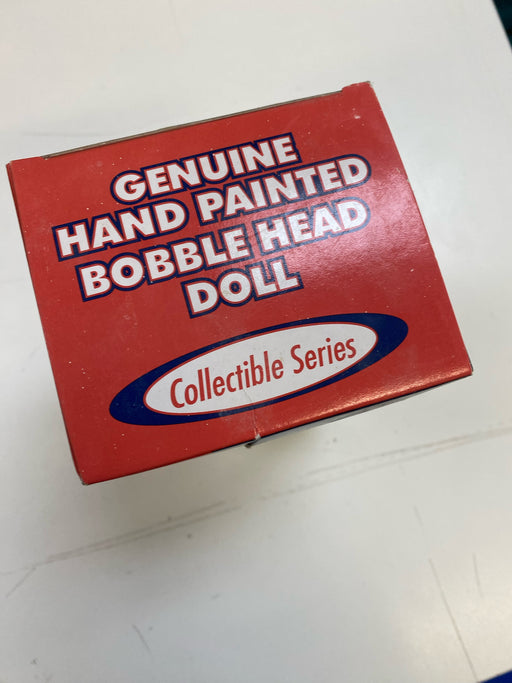 GENUINE
HAND PAINTED
BOBBLE HEAD
DOLL
Collectible Series